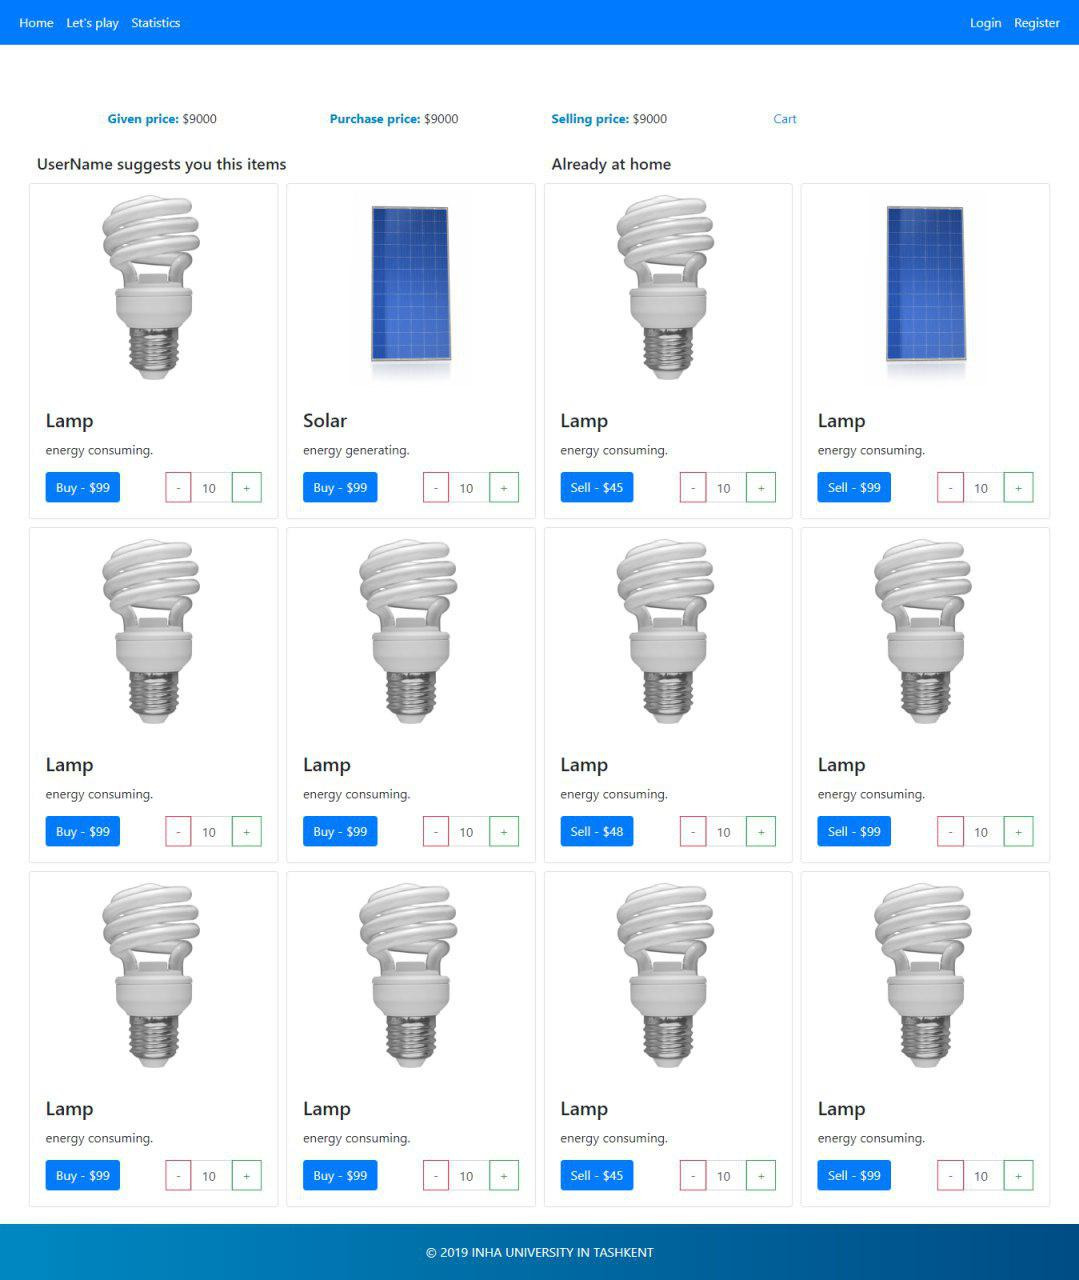 Home Let's play Statistics Login Register
Given price: $9000 Purchase price: $9000 Selling price: $9000 Cart
UserName suggests you this items Already at home
Lamp Solar Lamp Lamp
energy consuming. energy generating. energy consuming. energy consuming.
Buy - $99 - 10 + Buy - $99 - 10 + Sell - $45 - 10 + Sell - $99 - 10 +
Lamp Lamp Lamp Lamp
energy consuming. energy consuming. energy consuming. energy consuming.
Buy - $99 - 10 + Buy - $99 - 10 + Sell - $48 - 10 + Sell - $99 - 10 +
Lamp Lamp Lamp Lamp
energy consuming. energy consuming. energy consuming. energy consuming.
Buy - $99 - 10 + Buy - $99 - 10 + Sell - $45 - 10 + Sell - $99 - 10 +
© 2019 INHA UNIVERSITY IN TASHKENT